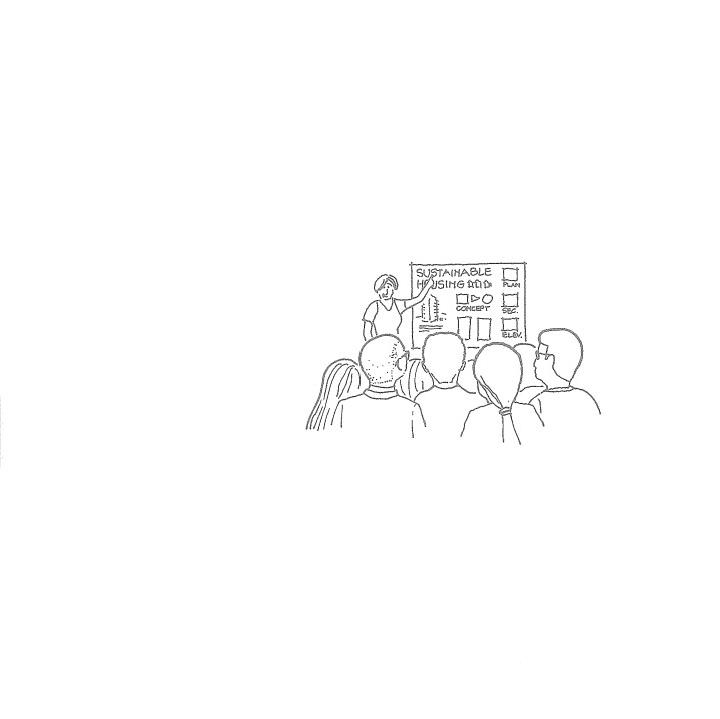 SUSTAINABLE
HOUSING
PLAN
CONCEPT
SEC.
ELEV.